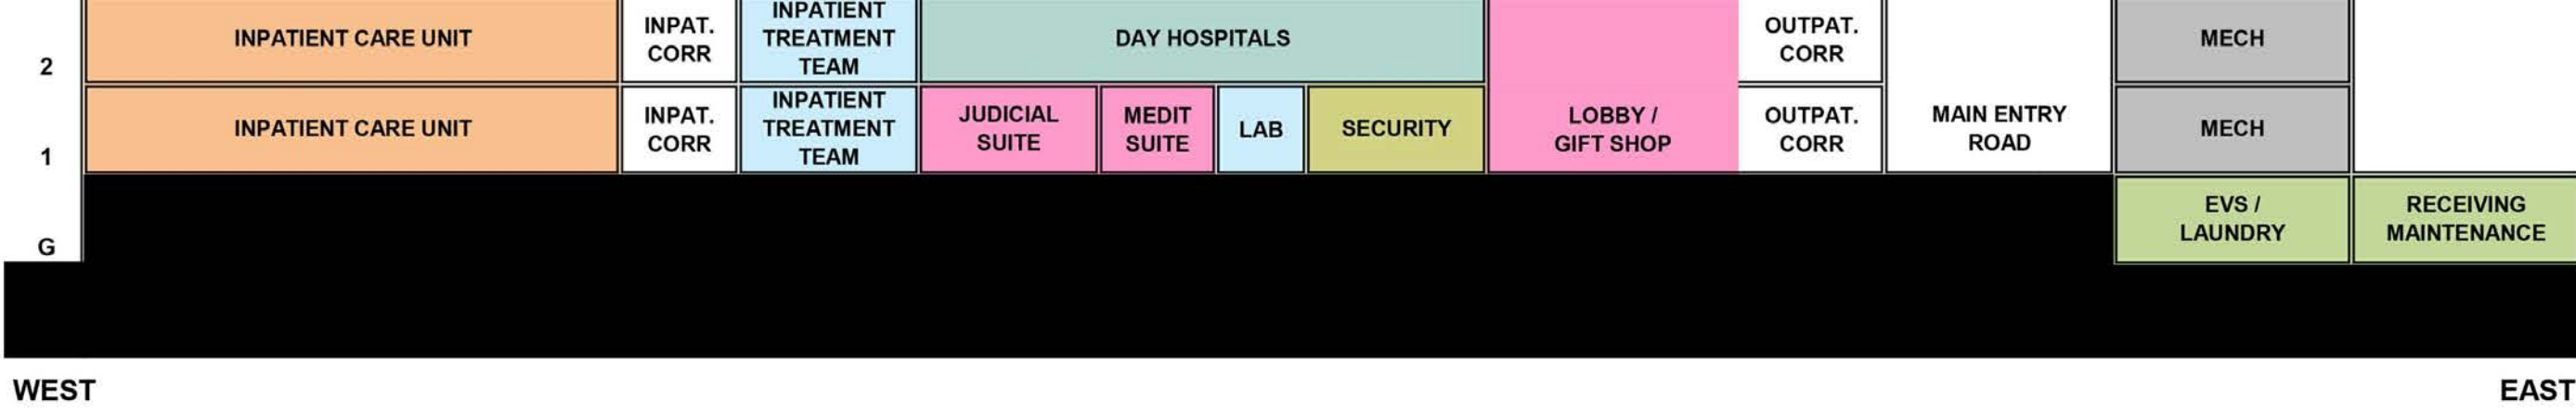 2
INPATIENT CARE UNIT
INPAT.
CORR
INPATIENT
TREATMENT
TEAM
DAY HOSPITALS
OUTPAT.
CORR
MECH
1
INPATIENT CARE UNIT
INPAT.
CORR
INPATIENT
TREATMENT
TEAM
JUDICIAL
SUITE
MEDIT
SUITE
LAB
SECURITY
LOBBY /
GIFT SHOP
OUTPAT.
CORR
MAIN ENTRY
ROAD
MECH
G
EVS /
LAUNDRY
RECEIVING
MAINTENANCE
WEST
EAST